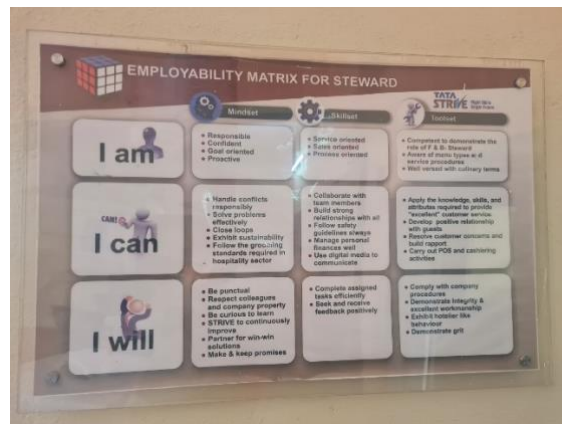 EMPLOYABILITY MATRIX FOR STEWARD
TATA
STRIVE
Mindset
Skillset
Toolset
I am
• Responsible
• Confident
• Goal oriented
• Proactive
• Service oriented
• Sales oriented
• Process oriented
• Competent to demonstrate the
role of F & B- Steward
• Aware of menu types and
service procedures
• Well versed with culinary terms
CAN!
I can
• Handle conflicts
responsibly
• Solve problems
effectively
• Close loops
• Exhibit sustainability
• Follow the grooming
standards required in
hospitality sector
• Collaborate with
team members
• Build strong
relationships with all
• Follow safety
guidelines always
• Manage personal
finances well
• Use digital media to
communicate
• Apply the knowledge, skills, and
attributes required to provide
"excellent" customer service
• Develop positive relationship
with guests
• Resolve customer concerns and
build rapport
• Carry out POS and cashiering
activities
I will
• Be punctual
• Respect colleagues
and company property
• Be curious to learn
• STRIVE to continuously
improve
• Partner for win-win
solutions
• Make & keep promises
• Complete assigned
tasks efficiently
• Seek and receive
feedback positively
• Comply with company
procedures
• Demonstrate integrity &
excellent workmanship
• Exhibit hotelier like
behaviour
• Demonstrate grit